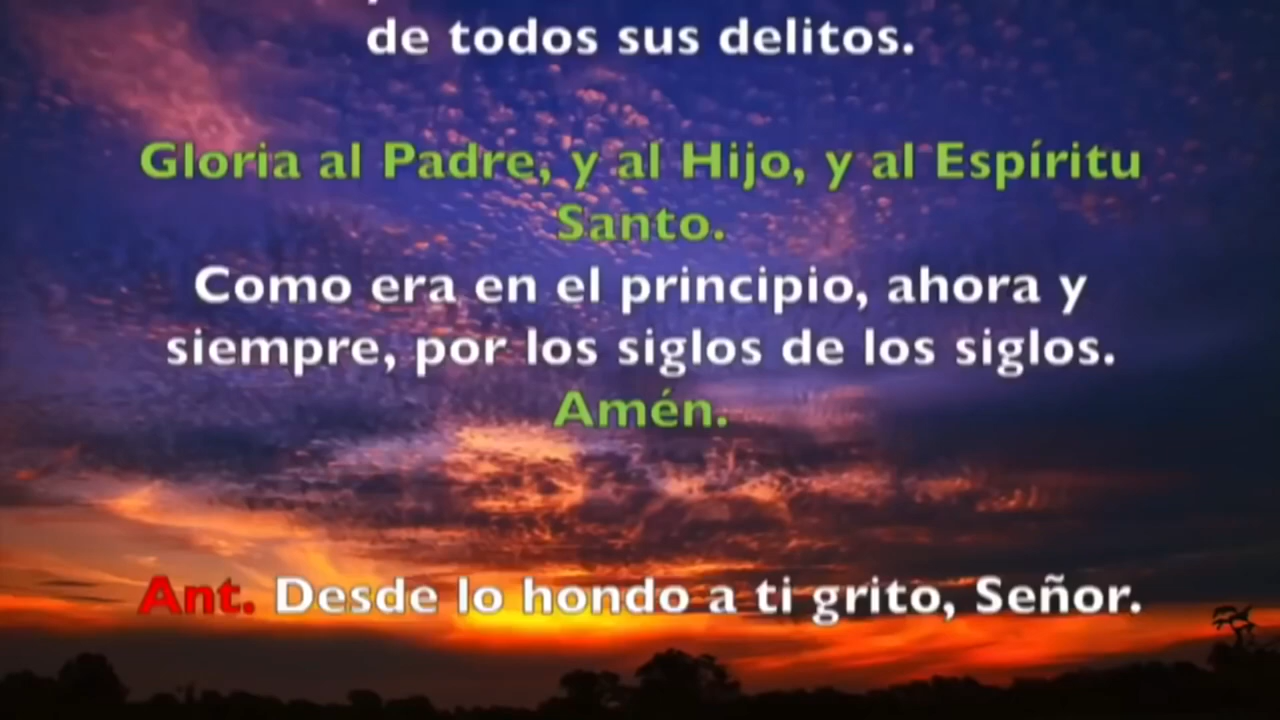 de todos sus delitos.
Gloria al Padre, y al Hijo, y al Espíritu
Santo.
Como era en el principio, ahora y
siempre, por los siglos de los siglos.
Amén.
Ant. Desde lo hondo a ti grito, Señor.